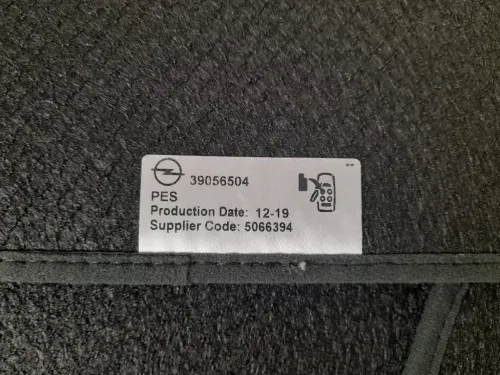 39056504
PES
Production Date: 12-19
Supplier Code: 5066394